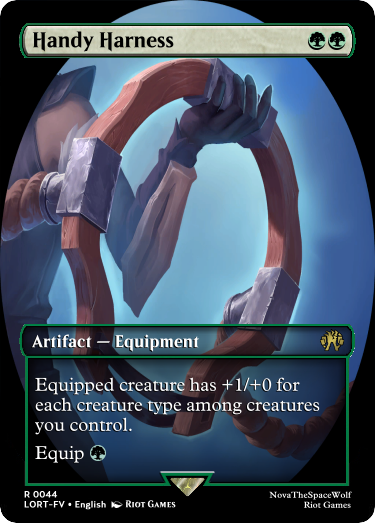 Handy Harness
Artifact — Equipment
Equipped creature has +1/+0 for
each creature type among creatures
you control.
Equip
R 0044
LORT-FV • English Riot Games
NovaTheSpaceWolf
Riot Games